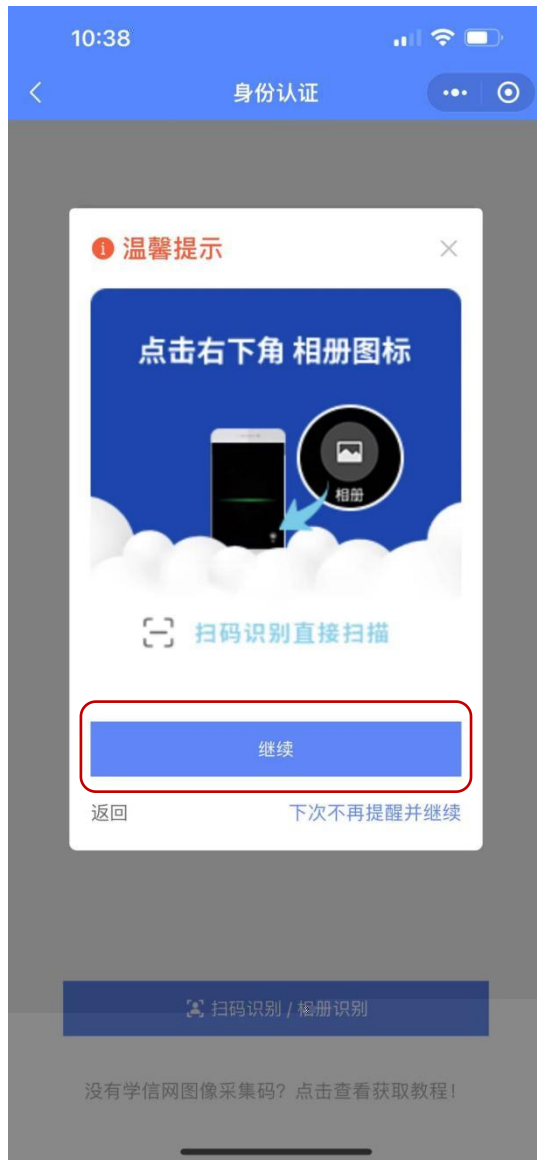 10:38
身份认证
温馨提示
点击右下角 相册图标
相册
扫码识别直接扫描
继续
返回
下次不再提醒并继续
扫码识别 / 相册识别
没有学信网图像采集码？点击查看获取教程！